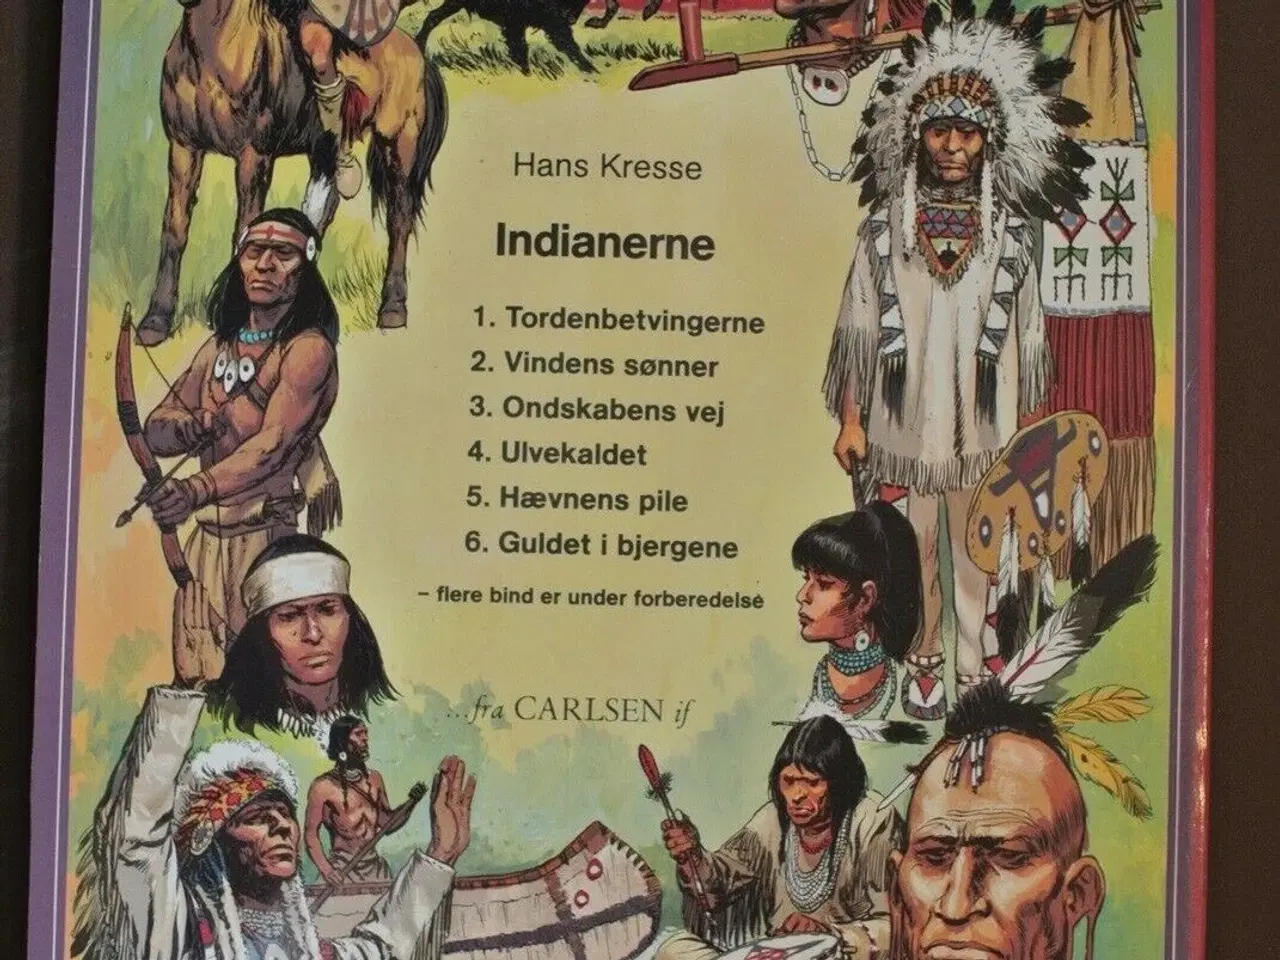 Hans Kresse
Indianerne
1. Tordenbetvingerne
2. Vindens sønner
3. Ondskabens vej
4. Ulvekaldet
5. Hævnens pile
6. Guldet i bjergene
– flere bind er under forberedelse
...fra CARLSEN if